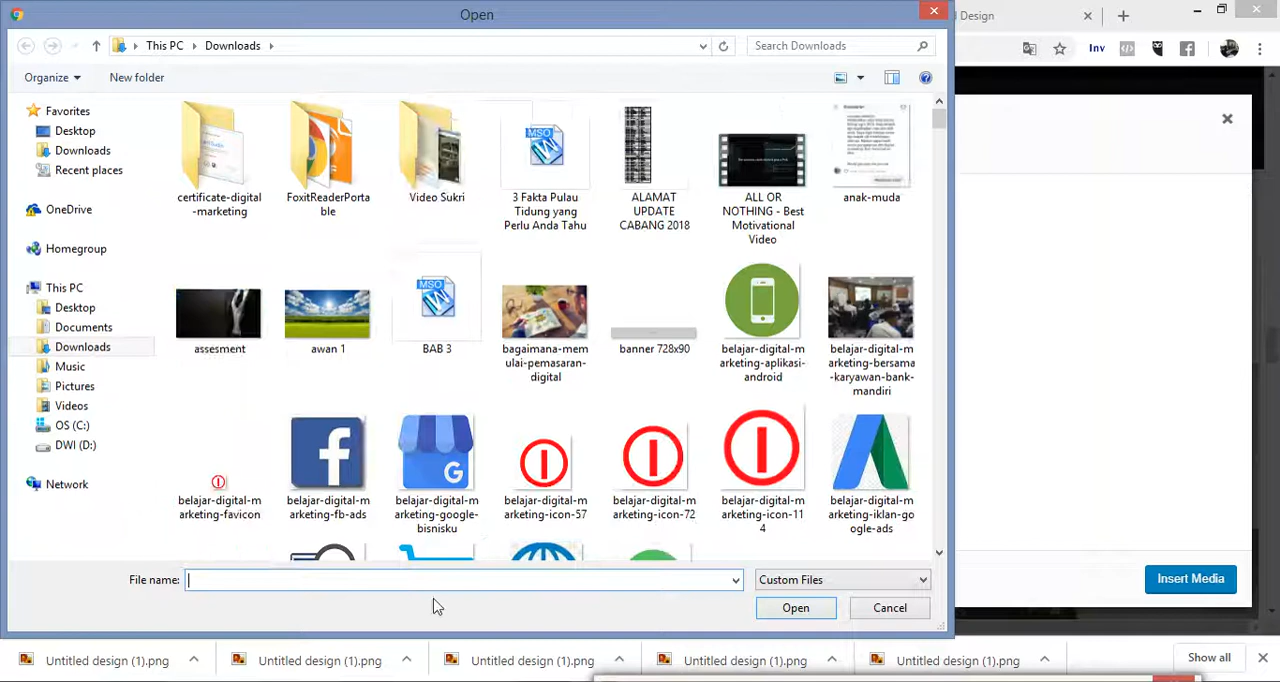 Open
d Design
This PC
Downloads
Search Downloads
Inv
Organize
New folder
Favorites
Desktop
Downloads
Recent places
OneDrive
Homegroup
This PC
Desktop
Documents
Downloads
Music
Pictures
Videos
OS (C:)
DWI (D:)
Network
certificate-digital
-marketing
FoxitReaderPorta
ble
Video Sukri
MSO
W
3 Fakta Pulau
Tidung yang
Perlu Anda Tahu
ALAMAT
UPDATE
CABANG 2018
ALL OR
NOTHING - Best
Motivational
Video
anak-muda
assesment
awan 1
MSO
W
BAB 3
bagaimana-mem
ulai-pemasaran-
digital
banner 728x90
belajar-digital-m
arketing-aplikasi-
android
belajar-digital-m
arketing-bersama
-karyawan-bank-
mandiri
belajar-digital-m
arketing-favicon
f
belajar-digital-m
arketing-fb-ads
G
belajar-digital-m
arketing-google-
bisnisku
belajar-digital-m
arketing-icon-57
belajar-digital-m
arketing-icon-72
belajar-digital-m
arketing-icon-11
4
belajar-digital-m
arketing-iklan-go
ogle-ads
File name:
Custom Files
Open
Cancel
Insert Media
Untitled design (1).png
Untitled design (1).png
Untitled design (1).png
Untitled design (1).png
Untitled design (1).png
Show all